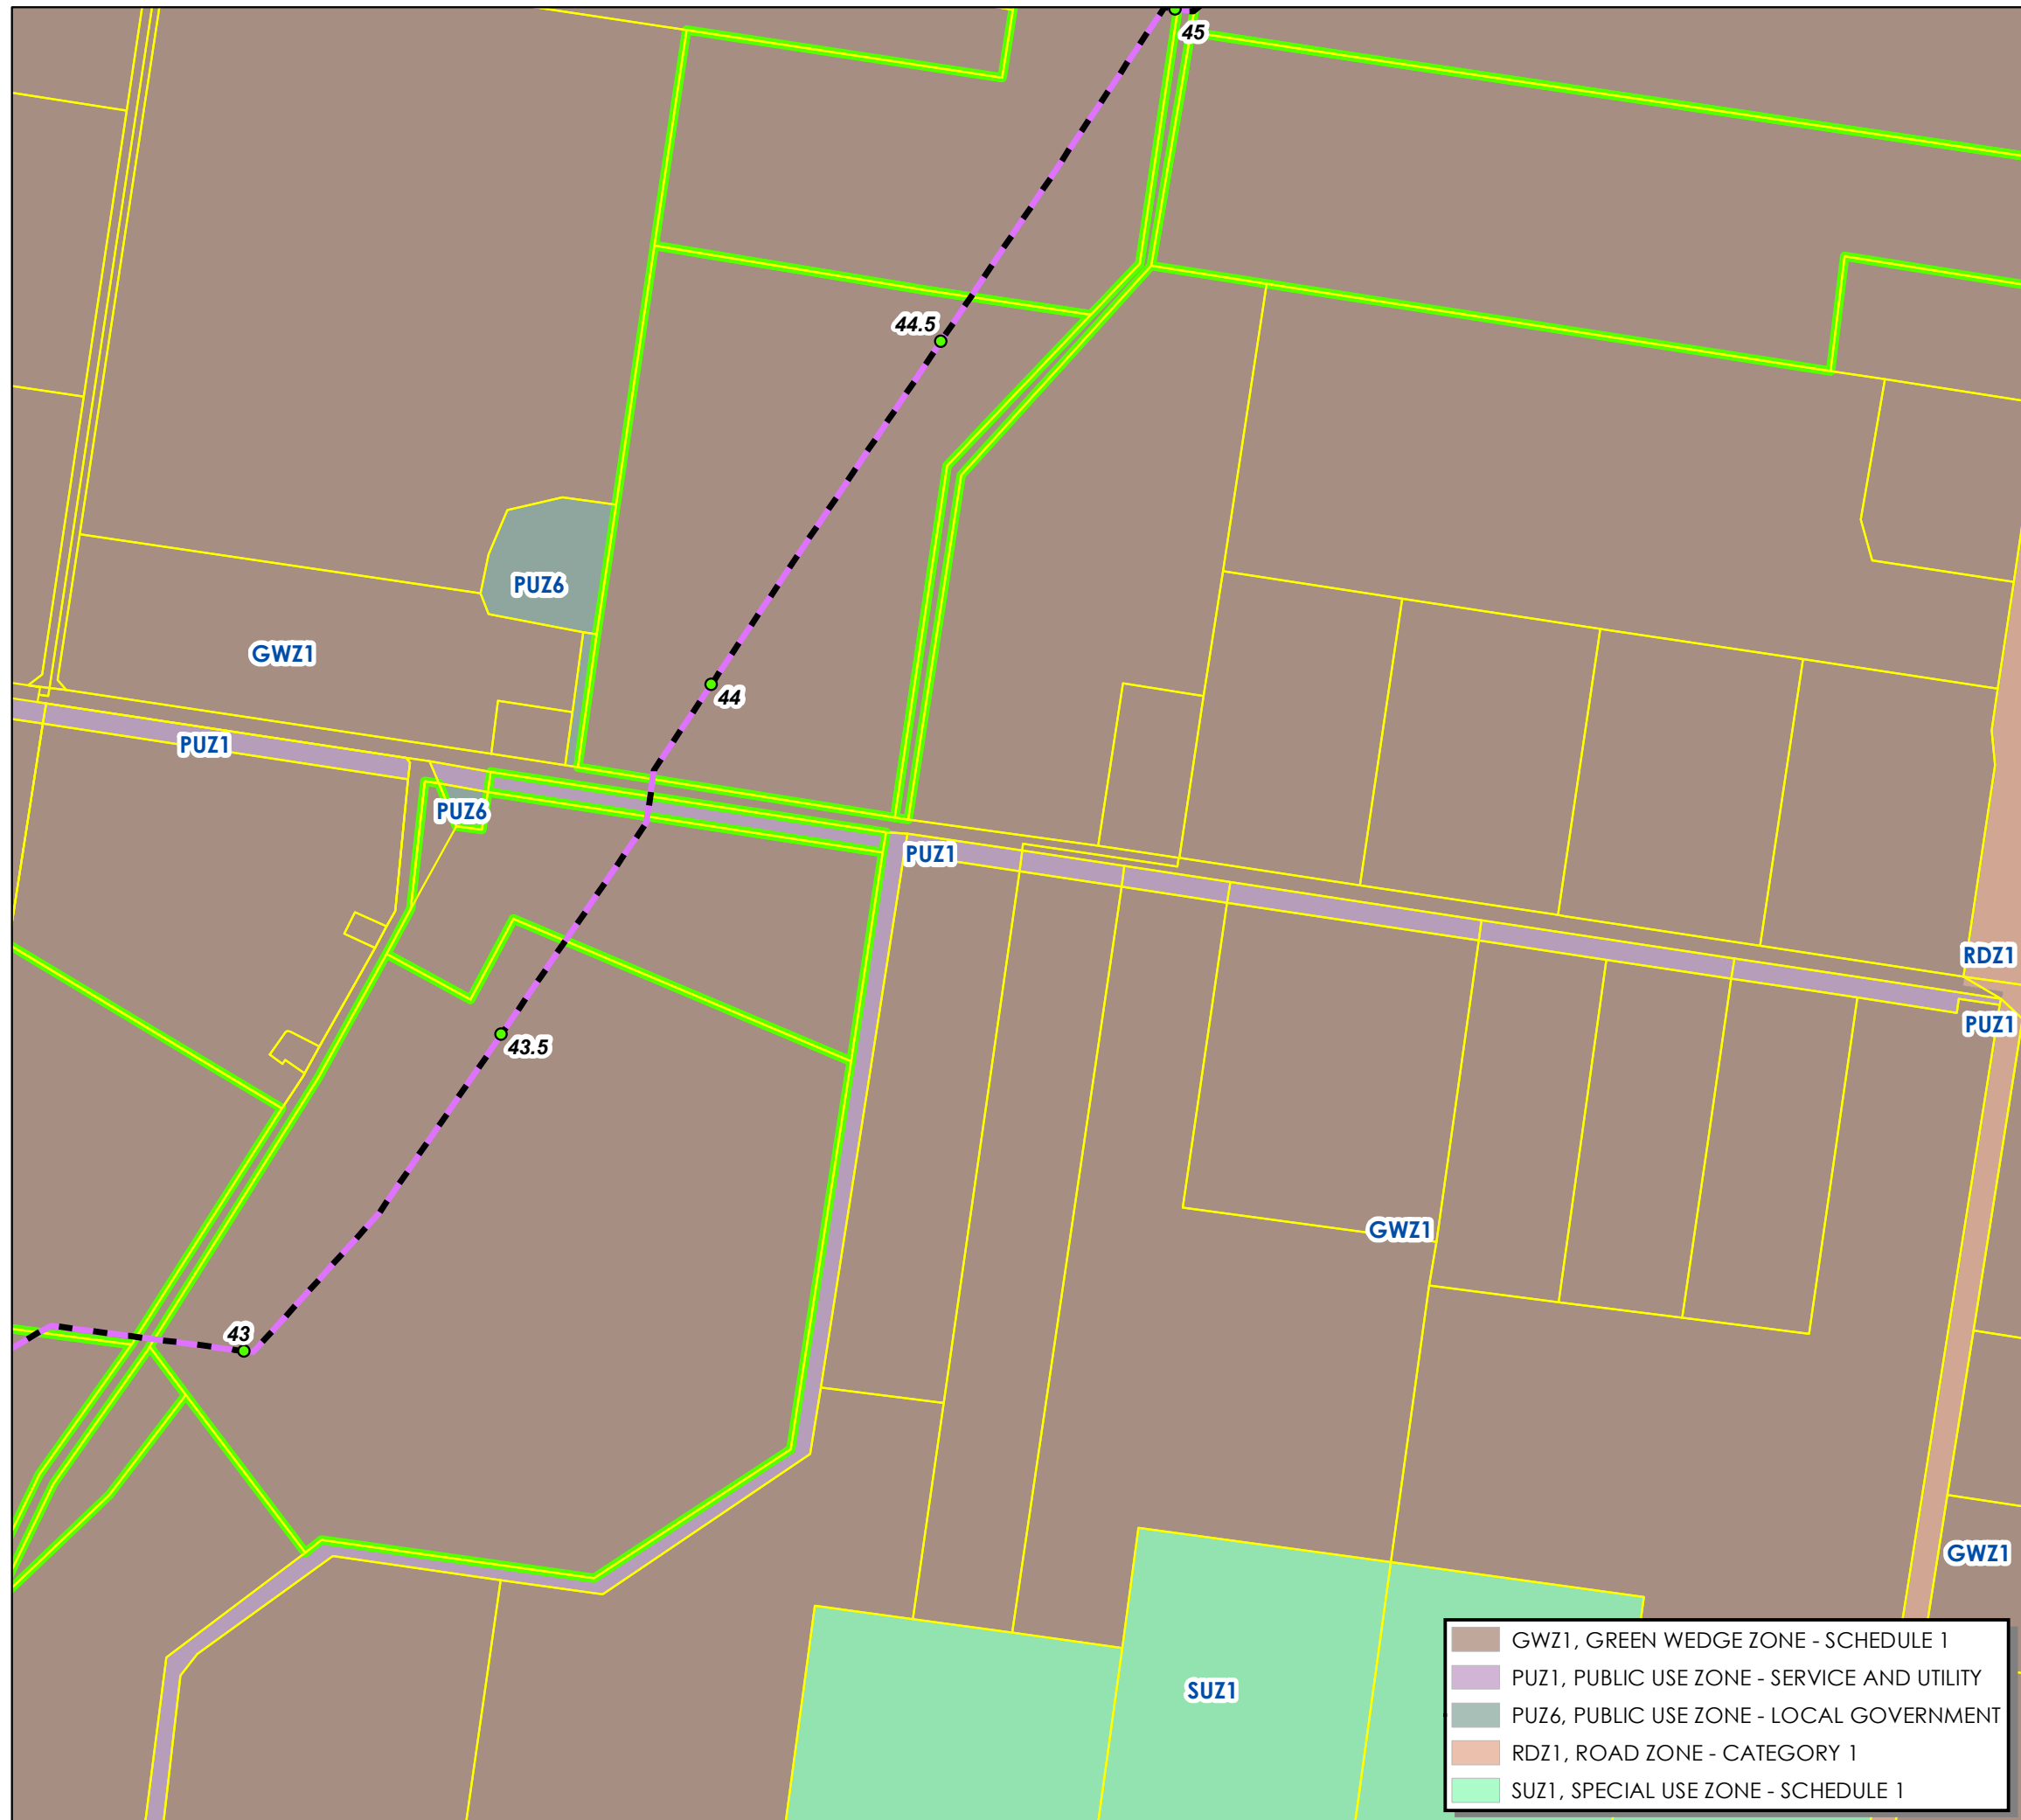 45
44.5
PUZ6
GWZ1
44
PUZ1
PUZ6
PUZ1
RDZ1
PUZ1
43.5
GWZ1
43
GWZ1
SUZ1
GWZ1, GREEN WEDGE ZONE - SCHEDULE 1
PUZ1, PUBLIC USE ZONE - SERVICE AND UTILITY
PUZ6, PUBLIC USE ZONE - LOCAL GOVERNMENT
RDZ1, ROAD ZONE - CATEGORY 1
SUZ1, SPECIAL USE ZONE - SCHEDULE 1